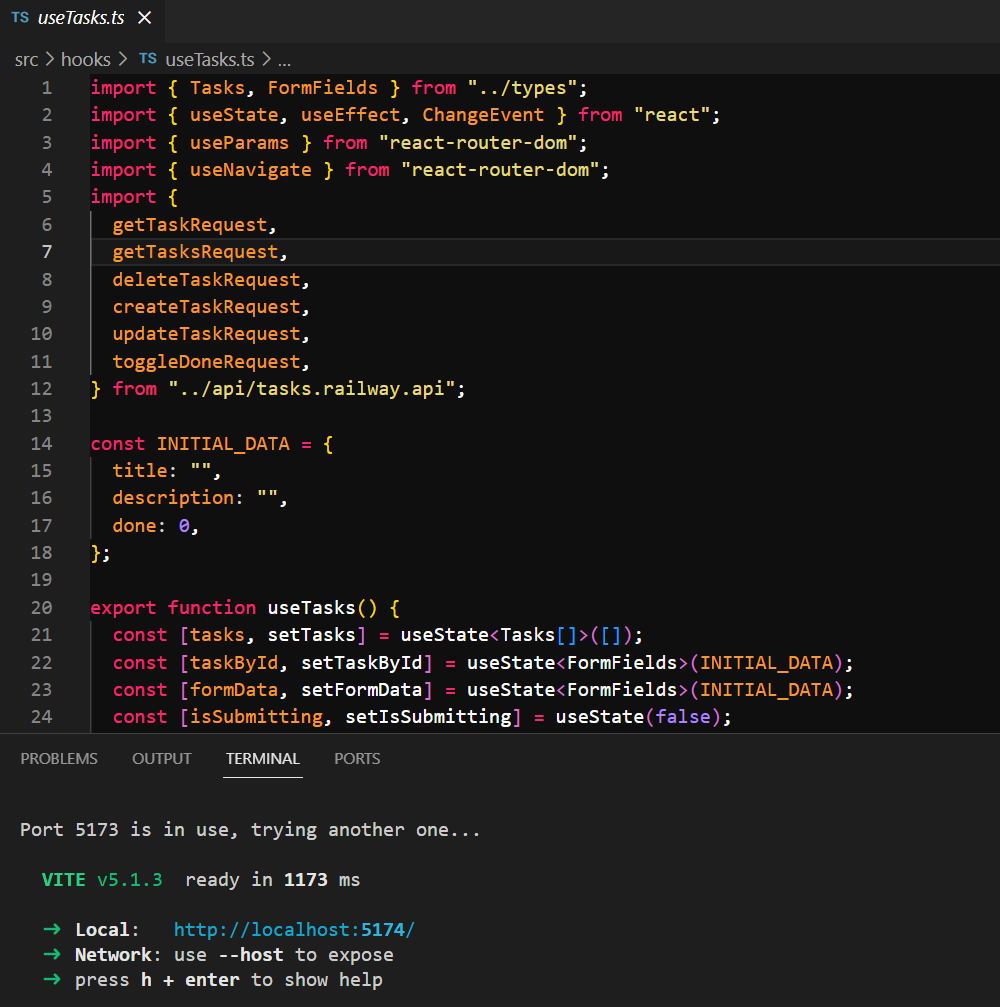 TS useTasks.ts ×
src > hooks > TS useTasks.ts > ...
1 import { Tasks, FormFields } from "../types";
2 import { useState, useEffect, ChangeEvent } from "react";
3 import { useParams } from "react-router-dom";
4 import { useNavigate } from "react-router-dom";
5 import {
6   getTaskRequest,
7   getTasksRequest,
8   deleteTaskRequest,
9   createTaskRequest,
10   updateTaskRequest,
11   toggleDoneRequest,
12 } from "../api/tasks.railway.api";
13
14 const INITIAL_DATA = {
15   title: "",
16   description: "",
17   done: 0,
18 };
19
20 export function useTasks() {
21   const [tasks, setTasks] = useState<Tasks[]>([]);
22   const [taskById, setTaskById] = useState<FormFields>(INITIAL_DATA);
23   const [formData, setFormData] = useState<FormFields>(INITIAL_DATA);
24   const [isSubmitting, setIsSubmitting] = useState(false);
PROBLEMS OUTPUT TERMINAL PORTS
Port 5173 is in use, trying another one...
VITE v5.1.3 ready in 1173 ms
→ Local: http://localhost:5174/
→ Network: use --host to expose
→ press h + enter to show help